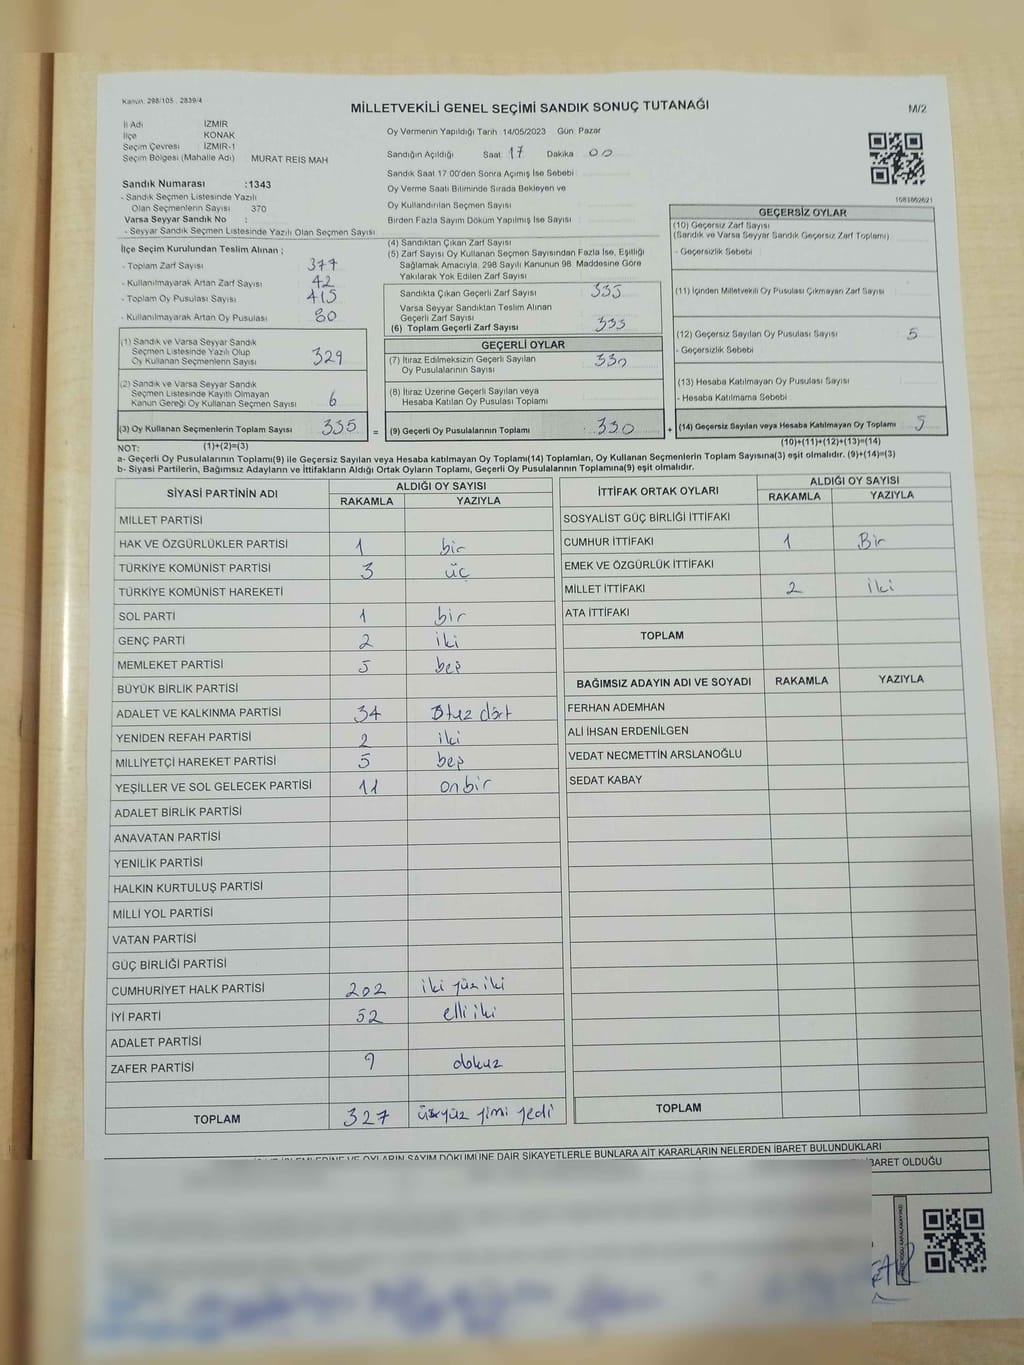 Kanun: 298/105 , 2839/4
MİLLETVEKİLİ GENEL SEÇİMİ SANDIK SONUÇ TUTANAĞI
M/2
İl Adı İZMİR
İlçe KONAK
Seçim Çevresi İZMİR-1
Seçim Bölgesi (Mahalle Adı) MURAT REİS MAH
Sandık Numarası :1343
- Sandık Seçmen Listesinde Yazılı
Olan Seçmenlerin Sayısı : 370
Varsa Seyyar Sandık No :
- Seyyar Sandık Seçmen Listesinde Yazılı Olan Seçmen Sayısı :
Oy Vermenin Yapıldığı Tarih 14/05/2023 Gün: Pazar
Sandığın Açıldığı Saat 17 Dakika 00
Sandık Saat 17:00'den Sonra Açımış İse Sebebi
Oy Verme Saati Bitiminde Sırada Bekleyen ve
Oy Kullandırılan Seçmen Sayısı
Birden Fazla Sayım Döküm Yapılmış İse Sayısı
1083862621
İlçe Seçim Kurulundan Teslim Alınan ;
- Toplam Zarf Sayısı 377
- Kullanılmayarak Artan Zarf Sayısı 42
- Toplam Oy Pusulası Sayısı 415
- Kullanılmayarak Artan Oy Pusulası 80
(1) Sandık ve Varsa Seyyar Sandık
Seçmen Listesinde Yazılı Olup
Oy Kullanan Seçmenlerin Sayısı 329
(2) Sandık ve Varsa Seyyar Sandık
Seçmen Listesinde Kayıtlı Olmayan
Kanun Gereği Oy Kullanan Seçmen Sayısı 6
(3) Oy Kullanan Seçmenlerin Toplam Sayısı 335 =
(4) Sandıktan Çıkan Zarf Sayısı
(5) Zarf Sayısı Oy Kullanan Seçmen Sayısından Fazla İse, Eşitliği
Sağlamak Amacıyla, 298 Sayılı Kanunun 98. Maddesine Göre
Yakılarak Yok Edilen Zarf Sayısı
Sandıkta Çıkan Geçerli Zarf Sayısı 335
Varsa Seyyar Sandıktan Teslim Alınan
Geçerli Zarf Sayısı
(6) Toplam Geçerli Zarf Sayısı 335
GEÇERLİ OYLAR
(7) İtiraz Edilmeksizin Geçerli Sayılan
Oy Pusulalarının Sayısı 330
(8) İtiraz Üzerine Geçerli Sayılan veya
Hesaba Katılan Oy Pusulası Toplamı
(9) Geçerli Oy Pusulalarının Toplamı 330 +
GEÇERSİZ OYLAR
(10) Geçersiz Zarf Sayısı
(Sandık ve Varsa Seyyar Sandık Geçersiz Zarf Toplamı)
- Geçersizlik Sebebi
(11) İçinden Milletvekili Oy Pusulası Çıkmayan Zarf Sayısı
(12) Geçersiz Sayılan Oy Pusulası Sayısı 5
- Geçersizlik Sebebi
(13) Hesaba Katılmayan Oy Pusulası Sayısı
- Hesaba Katılmama Sebebi
(14) Geçersiz Sayılan veya Hesaba Katılmayan Oy Toplamı 5
NOT: (1)+(2)=(3)
(10)+(11)+(12)+(13)=(14)
a- Geçerli Oy Pusulalarının Toplamı(9) ile Geçersiz Sayılan veya Hesaba katılmayan Oy Toplamı(14) Toplamları, Oy Kullanan Seçmenlerin Toplam Sayısına(3) eşit olmalıdır. (9)+(14)=(3)
b- Siyasi Partilerin, Bağımsız Adayların ve İttifakların Aldığı Ortak Oyların Toplamı, Geçerli Oy Pusulalarının Toplamına(9) eşit olmalıdır.
SİYASİ PARTİNİN ADI ALDIĞI OY SAYISI
RAKAMLA YAZIYLA
MİLLET PARTİSİ
HAK VE ÖZGÜRLÜKLER PARTİSİ 1 bir
TÜRKİYE KOMÜNİST PARTİSİ 3 üç
TÜRKİYE KOMÜNİST HAREKETİ
SOL PARTİ 1 bir
GENÇ PARTİ 2 iki
MEMLEKET PARTİSİ 5 beş
BÜYÜK BİRLİK PARTİSİ
ADALET VE KALKINMA PARTİSİ 34 Otuz dört
YENİDEN REFAH PARTİSİ 2 iki
MİLLİYETÇİ HAREKET PARTİSİ 5 beş
YEŞİLLER VE SOL GELECEK PARTİSİ 11 onbir
ADALET BİRLİK PARTİSİ
ANAVATAN PARTİSİ
YENİLİK PARTİSİ
HALKIN KURTULUŞ PARTİSİ
MİLLİ YOL PARTİSİ
VATAN PARTİSİ
GÜÇ BİRLİĞİ PARTİSİ
CUMHURİYET HALK PARTİSİ 202 iki yüz iki
İYİ PARTİ 52 elli iki
ADALET PARTİSİ
ZAFER PARTİSİ 9 dokuz
TOPLAM 327 üçyüz yirmi yedi
İTTİFAK ORTAK OYLARI ALDIĞI OY SAYISI
RAKAMLA YAZIYLA
SOSYALİST GÜÇ BİRLİĞİ İTTİFAKI
CUMHUR İTTİFAKI 1 Bir
EMEK VE ÖZGÜRLÜK İTTİFAKI
MİLLET İTTİFAKI 2 iki
ATA İTTİFAKI
TOPLAM
BAĞIMSIZ ADAYIN ADI VE SOYADI RAKAMLA YAZIYLA
FERHAN ADEMHAN
ALİ İHSAN ERDENİLGEN
VEDAT NECMETTİN ARSLANOĞLU
SEDAT KABAY
TOPLAM
OYLARIN SAYIM DÖKÜMÜNE DAİR ŞİKAYETLERLE BUNLARA AİT KARARLARIN NELERDEN İBARET BULUNDUKLARI
İBARET OLDUĞU